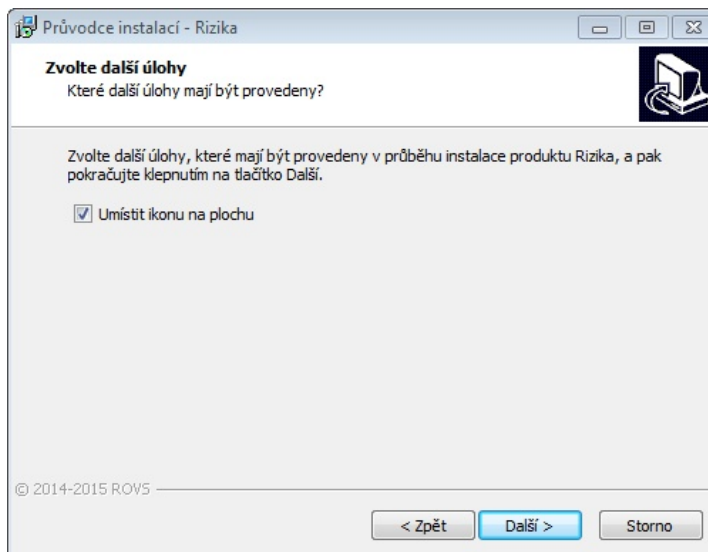 Průvodce instalací - Rizika
Zvolte další úlohy
Které další úlohy mají být provedeny?
Zvolte další úlohy, které mají být provedeny v průběhu instalace produktu Rizika, a pak
pokračujte klepnutím na tlačítko Další.
Umístit ikonu na plochu
© 2014-2015 ROVS
< Zpět
Další >
Storno